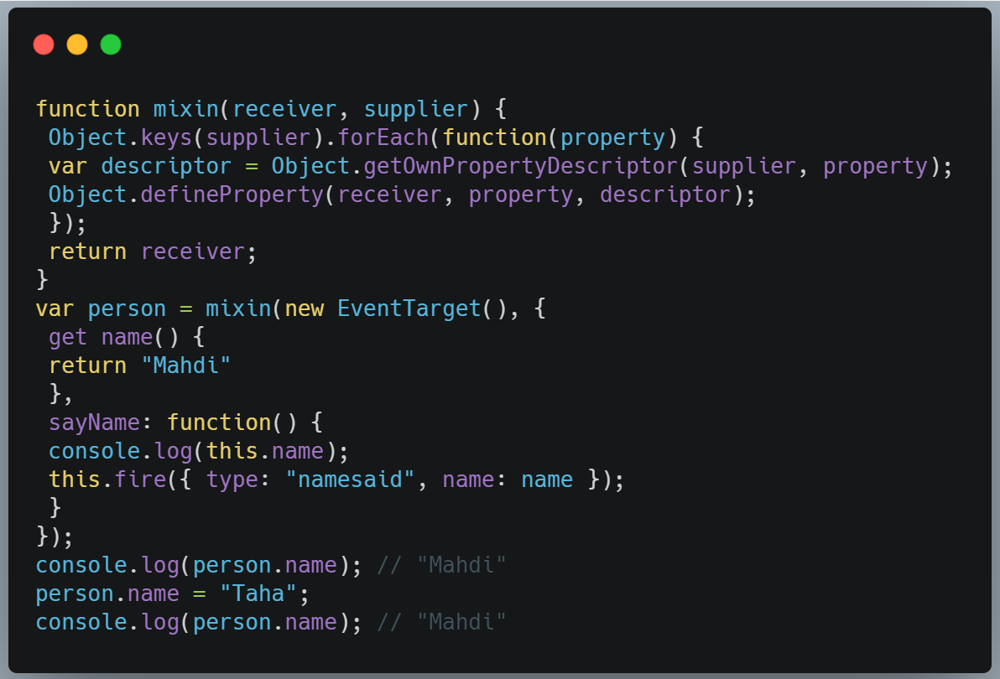 function mixin(receiver, supplier) {
 Object.keys(supplier).forEach(function(property) {
 var descriptor = Object.getOwnPropertyDescriptor(supplier, property);
 Object.defineProperty(receiver, property, descriptor);
 });
 return receiver;
}
var person = mixin(new EventTarget(), {
 get name() {
 return "Mahdi"
 },
 sayName: function() {
 console.log(this.name);
 this.fire({ type: "namesaid", name: name });
 }
});
console.log(person.name); // "Mahdi"
person.name = "Taha";
console.log(person.name); // "Mahdi"